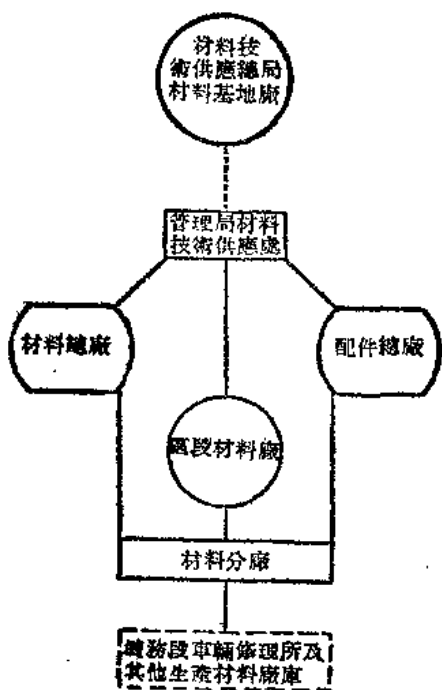 材料技
術供應總局
材料基地廠
管理局材料
技術供應處
材料總廠
配件總廠
區段材料廠
材料分廠
機務段車輛修理所及
其他生產材料廠庫